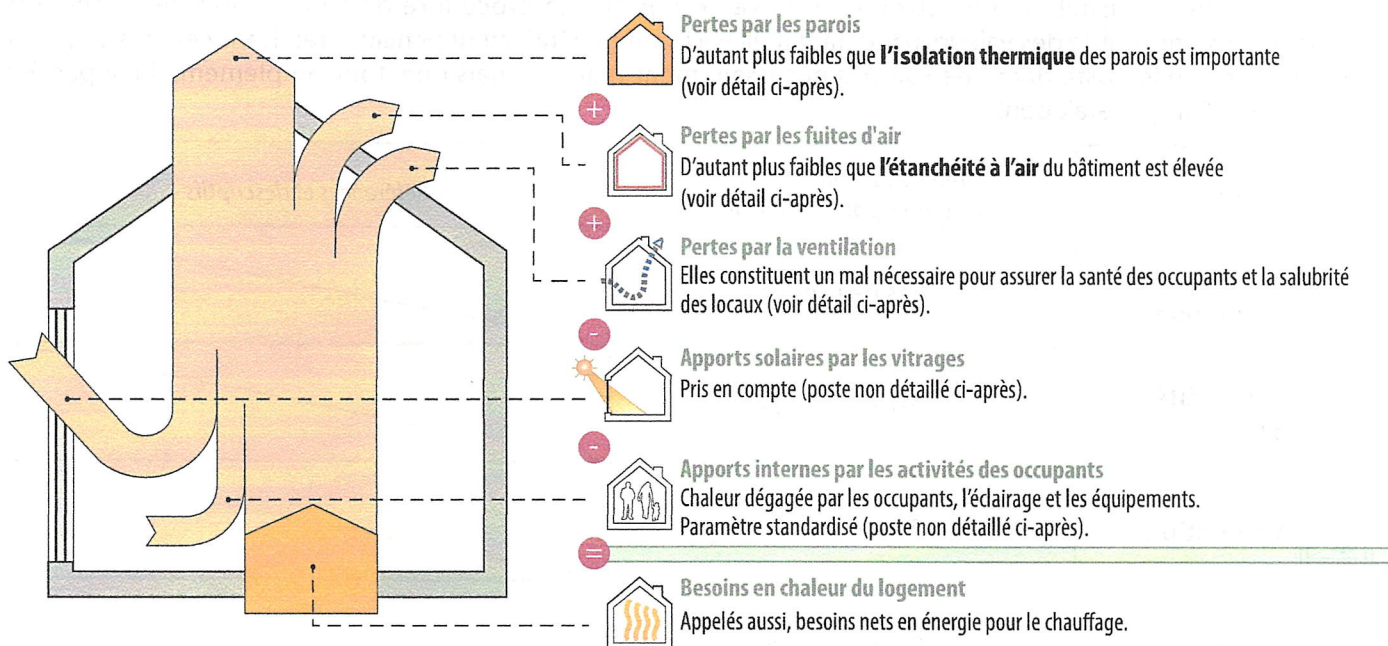 Pertes par les parois
D'autant plus faibles que l'isolation thermique des parois est importante
(voir détail ci-après).
+
Pertes par les fuites d'air
D'autant plus faibles que l'étanchéité à l'air du bâtiment est élevée
(voir détail ci-après).
+
Pertes par la ventilation
Elles constituent un mal nécessaire pour assurer la santé des occupants et la salubrité
des locaux (voir détail ci-après).
-
Apports solaires par les vitrages
Pris en compte (poste non détaillé ci-après).
-
Apports internes par les activités des occupants
Chaleur dégagée par les occupants, l'éclairage et les équipements.
Paramètre standardisé (poste non détaillé ci-après).
=
Besoins en chaleur du logement
Appelés aussi, besoins nets en énergie pour le chauffage.